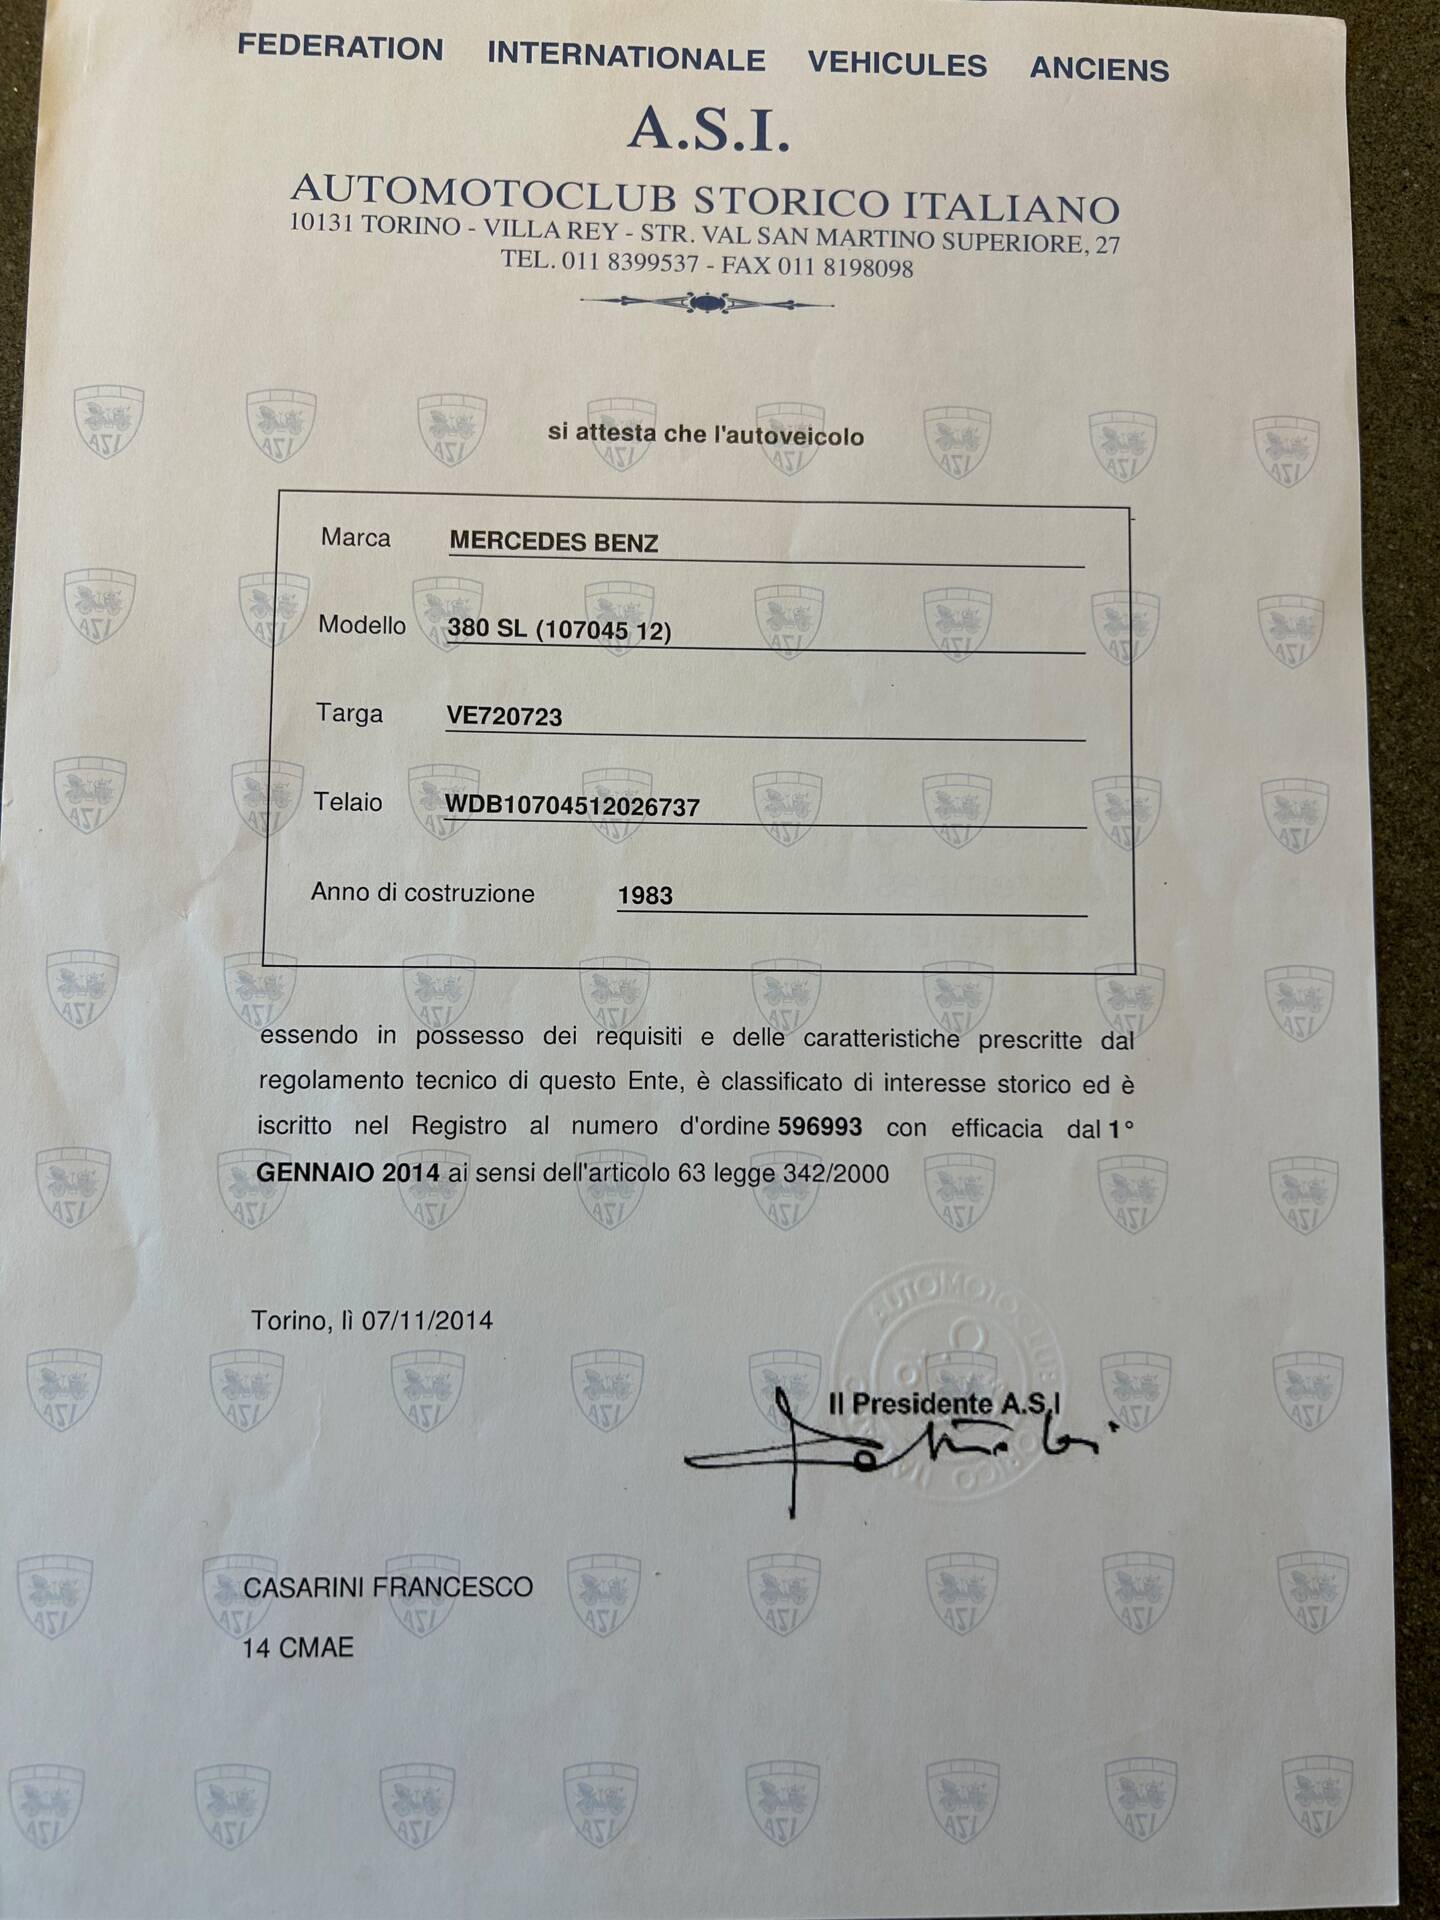 FEDERATION INTERNATIONALE VEHICULES ANCIENS
A.S.I.
AUTOMOTOCLUB STORICO ITALIANO
10131 TORINO - VILLA REY - STR. VAL SAN MARTINO SUPERIORE, 27
TEL. 011 8399537 - FAX 011 8198098
si attesta che l'autoveicolo
Marca MERCEDES BENZ
Modello 380 SL (107045 12)
Targa VE720723
Telaio WDB10704512026737
Anno di costruzione 1983
essendo in possesso dei requisiti e delle caratteristiche prescritte dal
regolamento tecnico di questo Ente, è classificato di interesse storico ed è
iscritto nel Registro al numero d'ordine 596993 con efficacia dal 1°
GENNAIO 2014 ai sensi dell'articolo 63 legge 342/2000
Torino, lì 07/11/2014
Il Presidente A.S.I
CASARINI FRANCESCO
14 CMAE